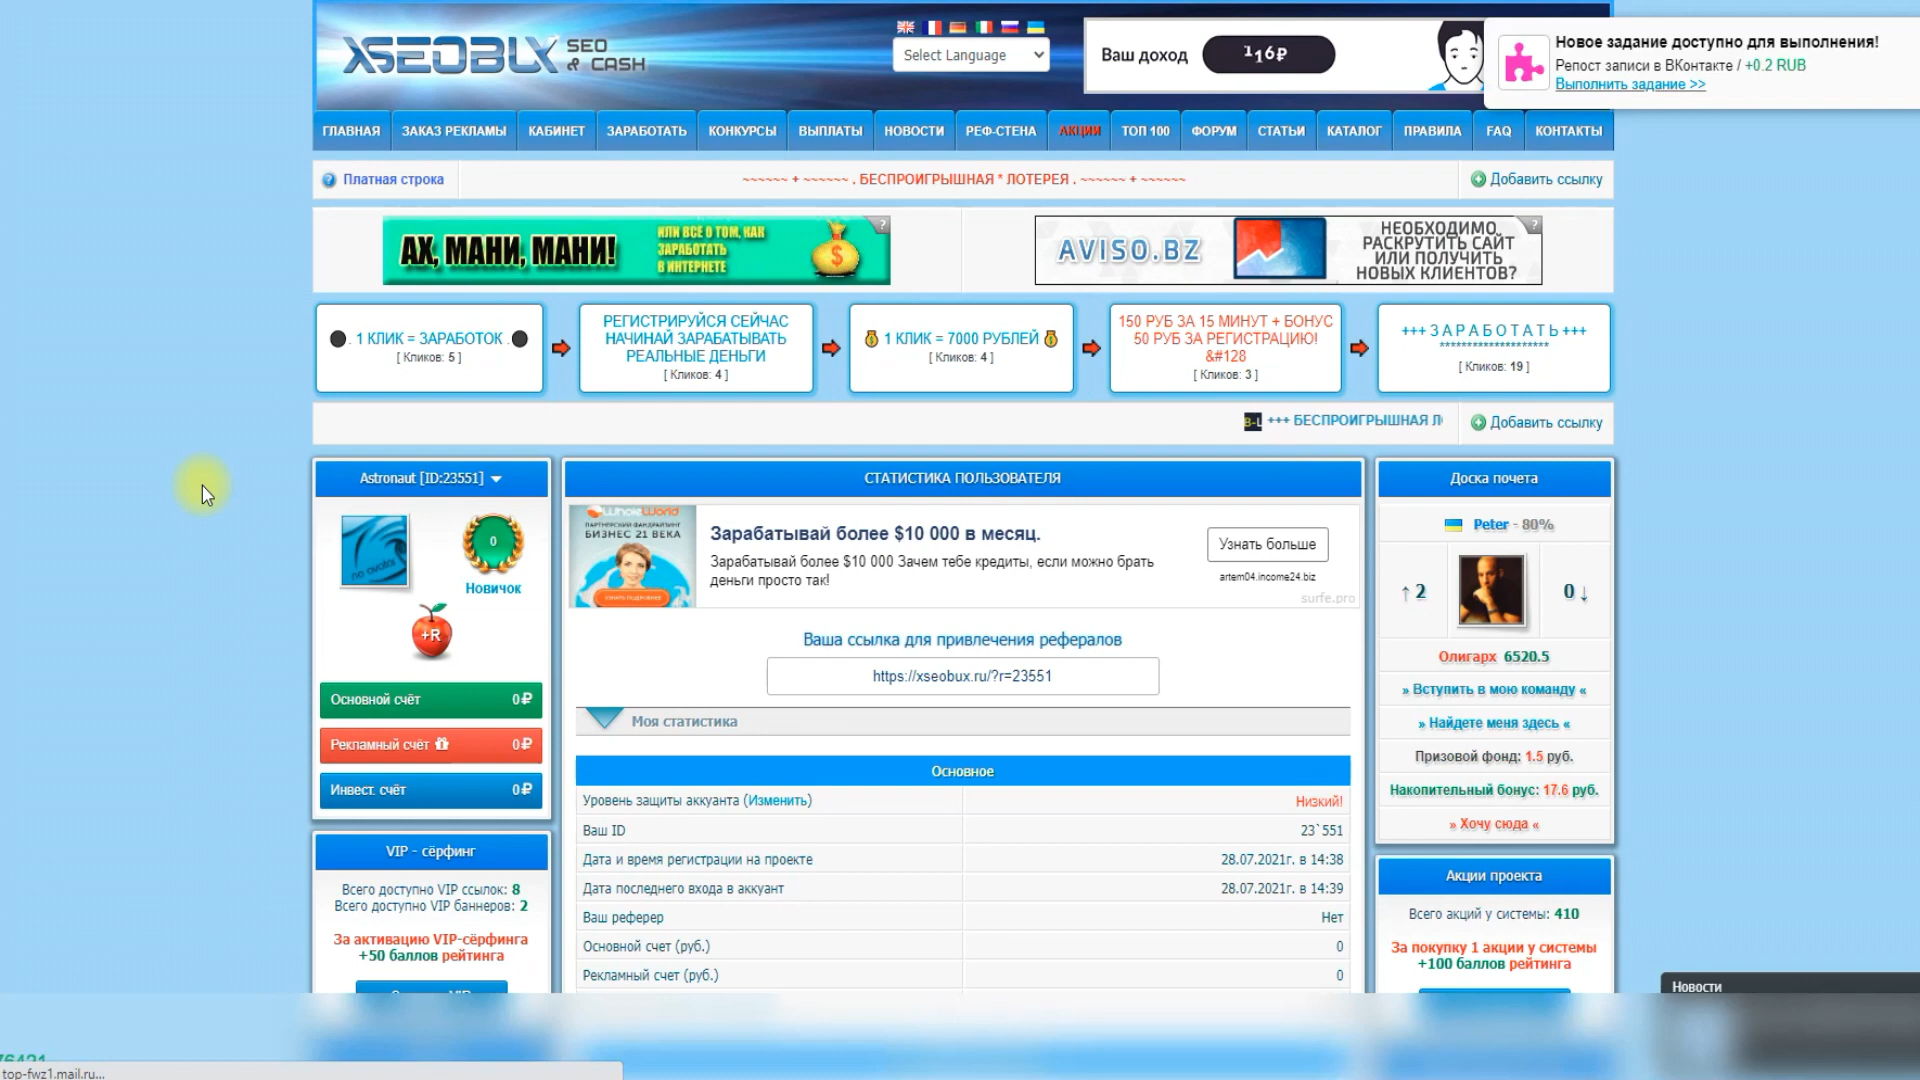 XSEOBUX SEO & CASH
Select Language
Ваш доход
116₽
Новое задание доступно для выполнения!
Репост записи в ВКонтакте / +0.2 RUB
Выполнить задание >>
ГЛАВНАЯ ЗАКАЗ РЕКЛАМЫ КАБИНЕТ ЗАРАБОТАТЬ КОНКУРСЫ ВЫПЛАТЫ НОВОСТИ РЕФ-СТЕНА АКЦИИ ТОП 100 ФОРУМ СТАТЬИ КАТАЛОГ ПРАВИЛА FAQ КОНТАКТЫ
Платная строка
~~~~~~ + ~~~~~~ . БЕСПРОИГРЫШНАЯ * ЛОТЕРЕЯ . ~~~~~~ + ~~~~~~
Добавить ссылку
АХ, МАНИ, МАНИ!
ИЛИ ВСЁ О ТОМ, КАК
ЗАРАБОТАТЬ
В ИНТЕРНЕТЕ
?
AVISO.BZ
НЕОБХОДИМО
РАСКРУТИТЬ САЙТ
ИЛИ ПОЛУЧИТЬ
НОВЫХ КЛИЕНТОВ?
?
. 1 КЛИК = ЗАРАБОТОК .
[ Кликов: 5 ]
РЕГИСТРИРУЙСЯ СЕЙЧАС
НАЧИНАЙ ЗАРАБАТЫВАТЬ
РЕАЛЬНЫЕ ДЕНЬГИ
[ Кликов: 4 ]
1 КЛИК = 7000 РУБЛЕЙ
[ Кликов: 4 ]
150 РУБ ЗА 15 МИНУТ + БОНУС
50 РУБ ЗА РЕГИСТРАЦИЮ!
&#128
[ Кликов: 3 ]
+++ З А Р А Б О Т А Т Ь +++
********************
[ Кликов: 19 ]
B-L +++ БЕСПРОИГРЫШНАЯ Л
Добавить ссылку
Astronaut [ID:23551]
no avatar
0
Новичок
+R
Основной счёт 0₽
Рекламный счёт 0₽
Инвест. счёт 0₽
VIP - сёрфинг
Всего доступно VIP ссылок: 8
Всего доступно VIP баннеров: 2
За активацию VIP-сёрфинга
+50 баллов рейтинга
СТАТИСТИКА ПОЛЬЗОВАТЕЛЯ
WholeWorld
ПАРТНЕРСКИЙ ФАНДРАЙЗИНГ
БИЗНЕС 21 ВЕКА
УЗНАТЬ ПОДРОБНЕЕ
Зарабатывай более $10 000 в месяц.
Зарабатывай более $10 000 Зачем тебе кредиты, если можно брать
деньги просто так!
Узнать больше
artem04.income24.biz
surfe.pro
Ваша ссылка для привлечения рефералов
https://xseobux.ru/?r=23551
Моя статистика
Основное
Уровень защиты аккуанта (Изменить) Низкий!
Ваш ID 23`551
Дата и время регистрации на проекте 28.07.2021г. в 14:38
Дата последнего входа в аккуант 28.07.2021г. в 14:39
Ваш реферер Нет
Основной счет (руб.) 0
Рекламный счет (руб.) 0
Доска почета
Peter - 80%
↑ 2
0 ↓
Олигарх 6520.5
» Вступить в мою команду «
» Найдете меня здесь «
Призовой фонд: 1.5 руб.
Накопительный бонус: 17.6 руб.
» Хочу сюда «
Акции проекта
Всего акций у системы: 410
За покупку 1 акции у системы
+100 баллов рейтинга
Новости
top-fwz1.mail.ru...